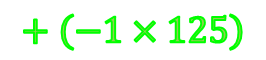 + (−1 × 125)